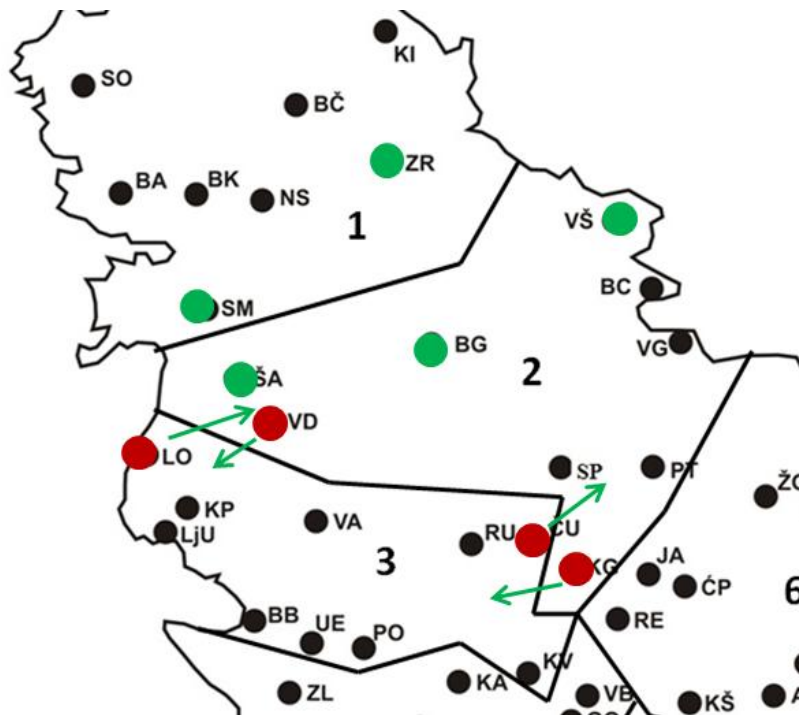 KI
SO
BČ
ZR
BA
BK
NS
1
VŠ
SM
BC
BG
VG
ŠA
2
VD
LO
SP
PT
KP
VA
LjU
RU
CU
3
KG
JA
ĆP
6
BB
UE
PO
RE
KV
KA
ZL
VB
KŠ